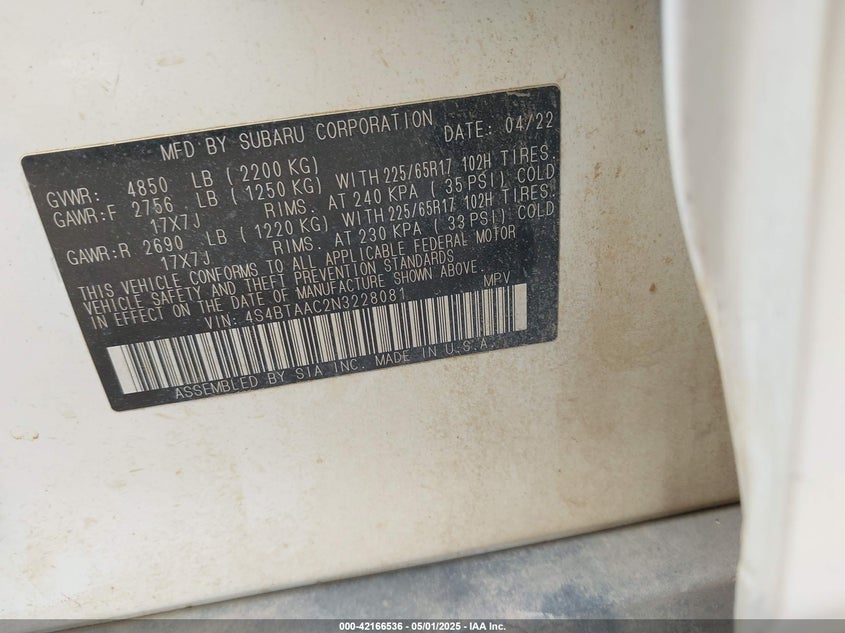 MFD BY SUBARU CORPORATION DATE: 04/22
GVWR: 4850 LB ( 2200 KG)
GAWR:F 2756 LB ( 1250 KG) WITH 225/65R17 102H TIRES.
17X7J RIMS. AT 240 KPA ( 35 PSI) COLD
GAWR:R 2690 LB ( 1220 KG) WITH 225/65R17 102H TIRES.
17X7J RIMS. AT 230 KPA ( 33 PSI) COLD
THIS VEHICLE CONFORMS TO ALL APPLICABLE FEDERAL MOTOR
VEHICLE SAFETY AND THEFT PREVENTION STANDARDS
IN EFFECT ON THE DATE OF MANUFACTURE SHOWN ABOVE.
VIN: 4S4BTAAC2N3228081 MPV
ASSEMBLED BY SIA INC. MADE IN U.S.A.
000-42166536 - 05/01/2025 - IAA Inc.